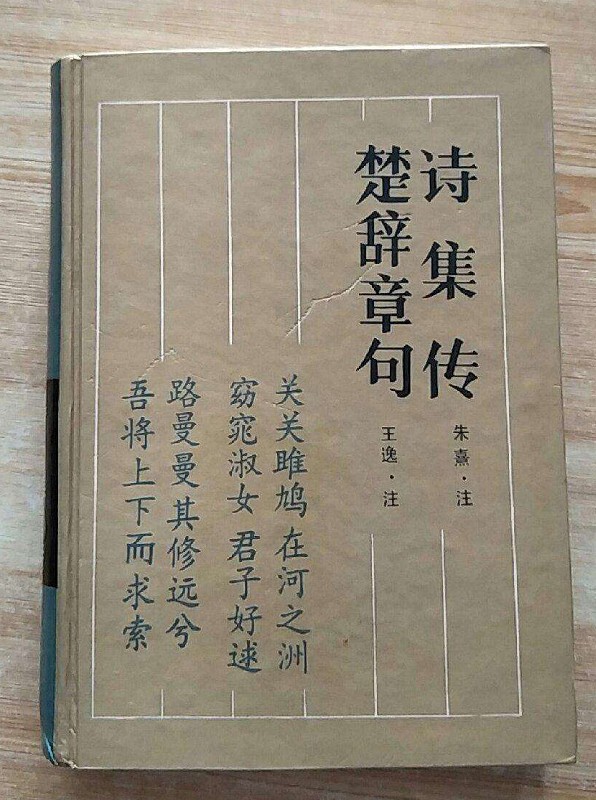 诗集传
朱熹·注
楚辞章句
王逸·注
关关雎鸠 在河之洲
窈窕淑女 君子好逑
路曼曼其修远兮
吾将上下而求索